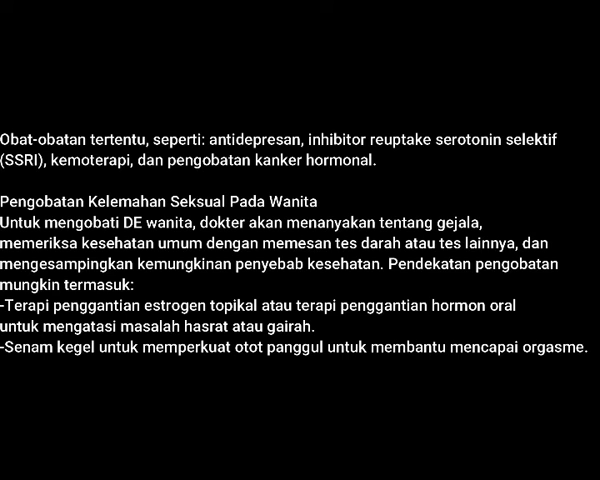 Obat-obatan tertentu, seperti: antidepresan, inhibitor reuptake serotonin selektif
(SSRI), kemoterapi, dan pengobatan kanker hormonal.
Pengobatan Kelemahan Seksual Pada Wanita
Untuk mengobati DE wanita, dokter akan menanyakan tentang gejala,
memeriksa kesehatan umum dengan memesan tes darah atau tes lainnya, dan
mengesampingkan kemungkinan penyebab kesehatan. Pendekatan pengobatan
mungkin termasuk:
-Terapi penggantian estrogen topikal atau terapi penggantian hormon oral
untuk mengatasi masalah hasrat atau gairah.
-Senam kegel untuk memperkuat otot panggul untuk membantu mencapai orgasme.